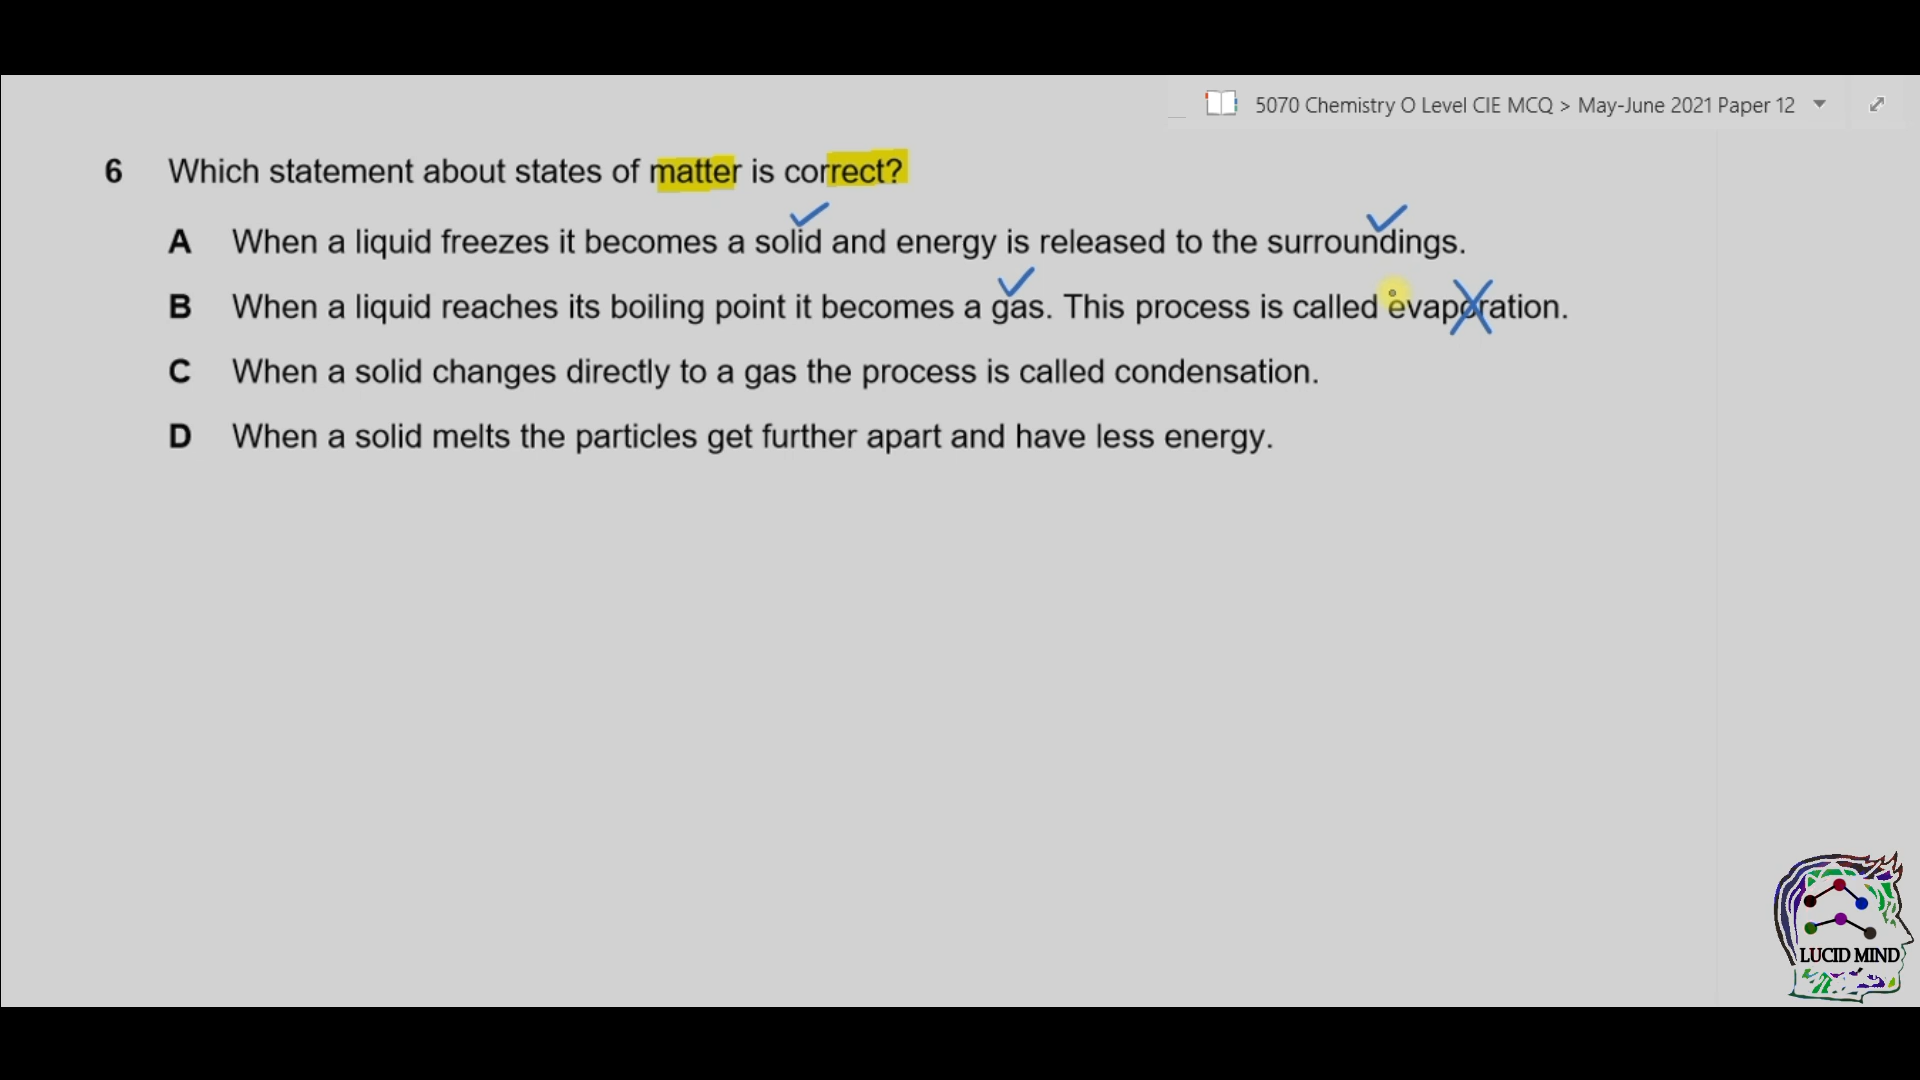 5070 Chemistry O Level CIE MCQ > May-June 2021 Paper 12
6 Which statement about states of matter is correct?
A When a liquid freezes it becomes a solid and energy is released to the surroundings.
B When a liquid reaches its boiling point it becomes a gas. This process is called evaporation.
C When a solid changes directly to a gas the process is called condensation.
D When a solid melts the particles get further apart and have less energy.
LUCID MIND